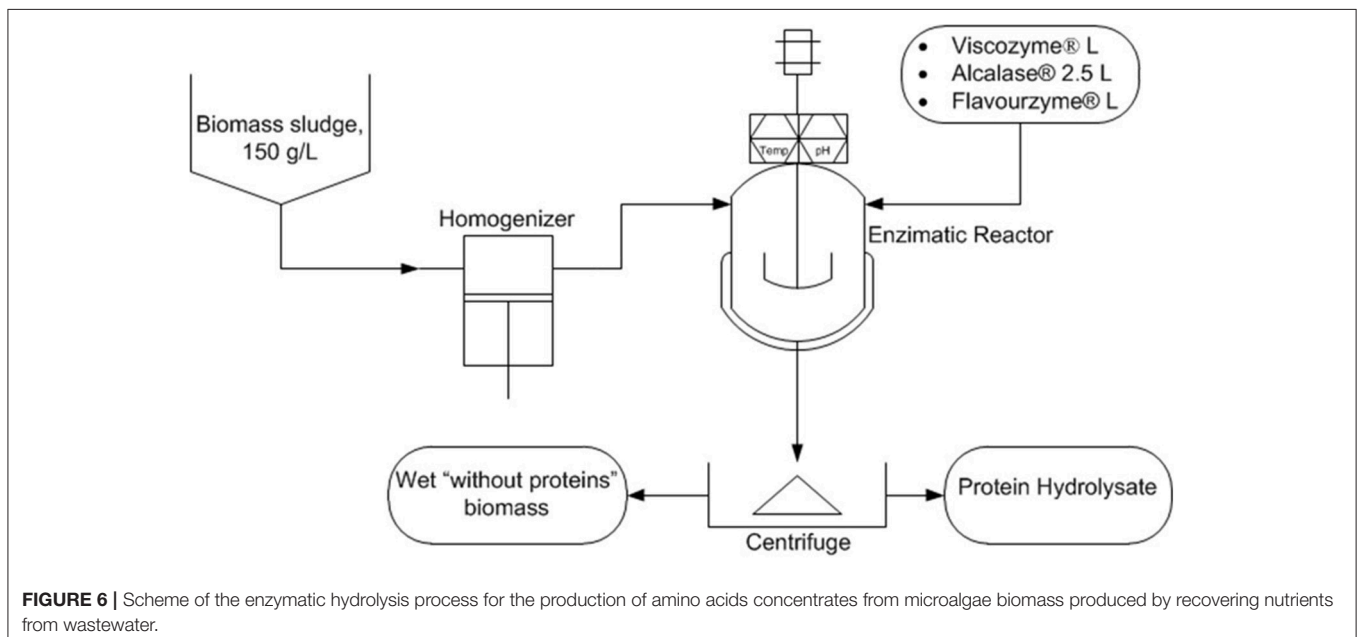 • Viscozyme® L
• Alcalase® 2.5 L
• Flavourzyme® L
Biomass sludge,
150 g/L
Temp pH
Homogenizer
Enzimatic Reactor
Wet “without proteins”
biomass
Protein Hydrolysate
Centrifuge
FIGURE 6 | Scheme of the enzymatic hydrolysis process for the production of amino acids concentrates from microalgae biomass produced by recovering nutrients
from wastewater.